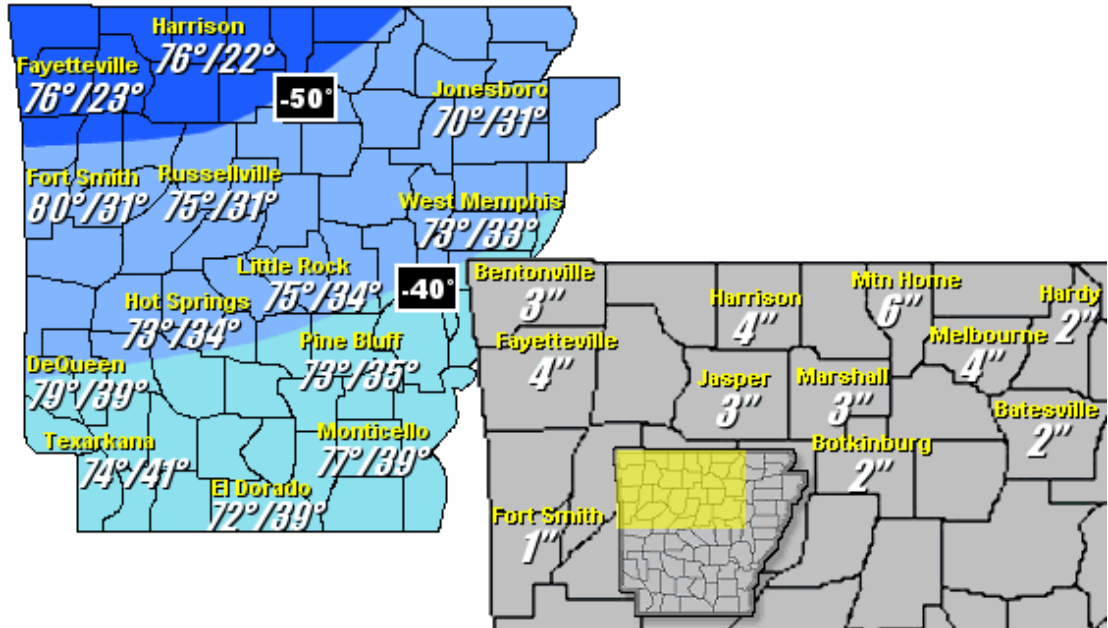 Harrison
76°/22°
Fayetteville
76°/23°
-50°
Jonesboro
70°/31°
Fort Smith
80°/31°
Russellville
75°/31°
West Memphis
73°/33°
Little Rock
75°/34°
-40°
Hot Springs
73°/34°
Pine Bluff
73°/35°
DeQueen
79°/39°
Texarkana
74°/41°
Monticello
77°/39°
El Dorado
72°/39°
Bentonville
3"
Harrison
4"
Mtn Home
6"
Hardy
2"
Fayetteville
4"
Melbourne
4"
Jasper
3"
Marshall
3"
Batesville
2"
Botkinburg
2"
Fort Smith
1"